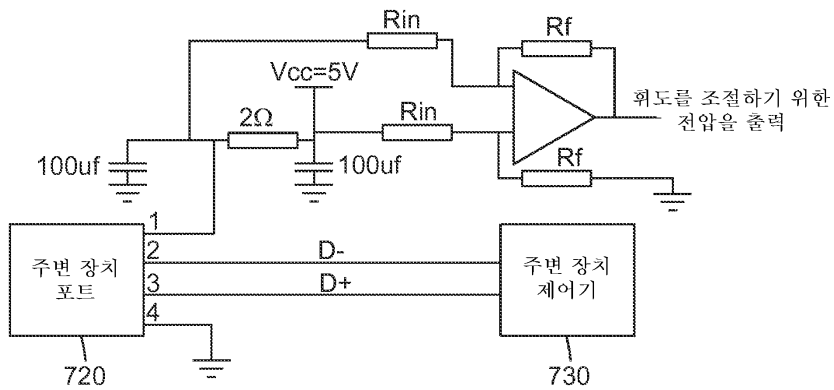 Rin
Rf
Vcc=5V
휘도를 조절하기 위한
전압을 출력
2Ω
Rin
100uf
100uf
Rf
1
주변 장치
포트
2
D-
주변 장치
제어기
3
D+
4
720
730